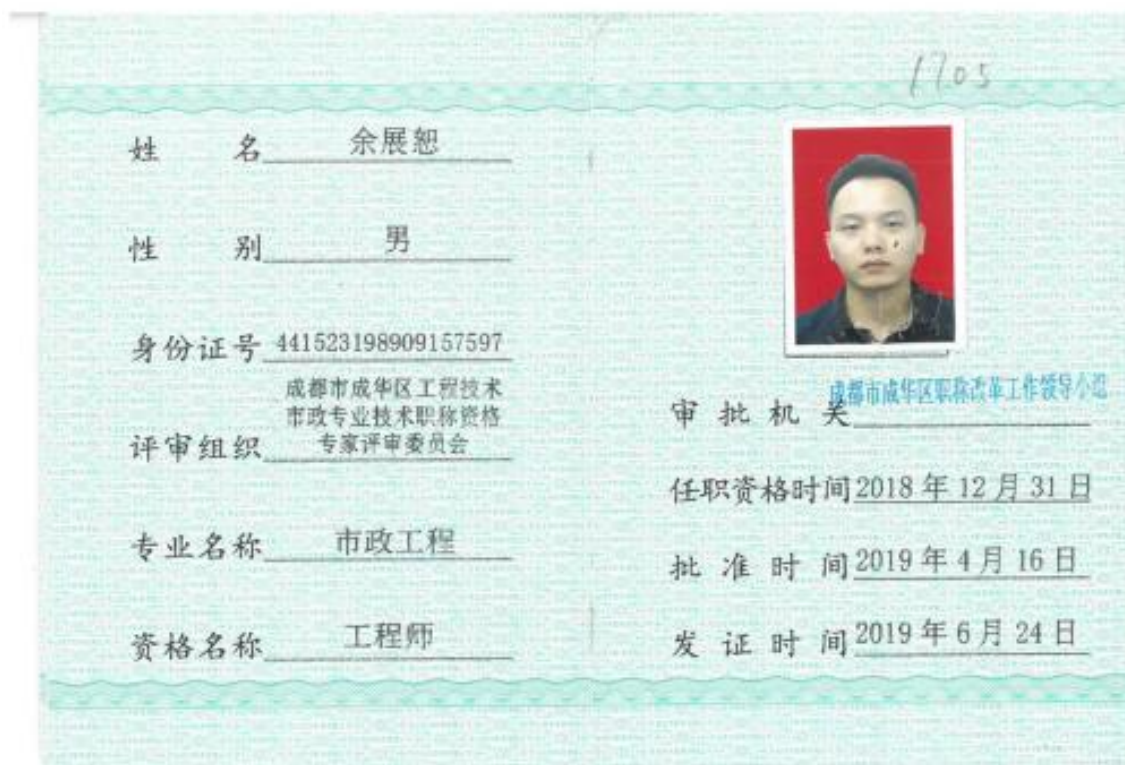 1705
姓 名 余展恕
性 别 男
身份证号 441523198909157597
成都市成华区工程技术
市政专业技术职称资格
评审组织 专家评审委员会
专业名称 市政工程
资格名称 工程师
成都市成华区职称改革工作领导小组
审批机关
任职资格时间 2018 年 12 月 31 日
批准时间 2019 年 4 月 16 日
发证时间 2019 年 6 月 24 日